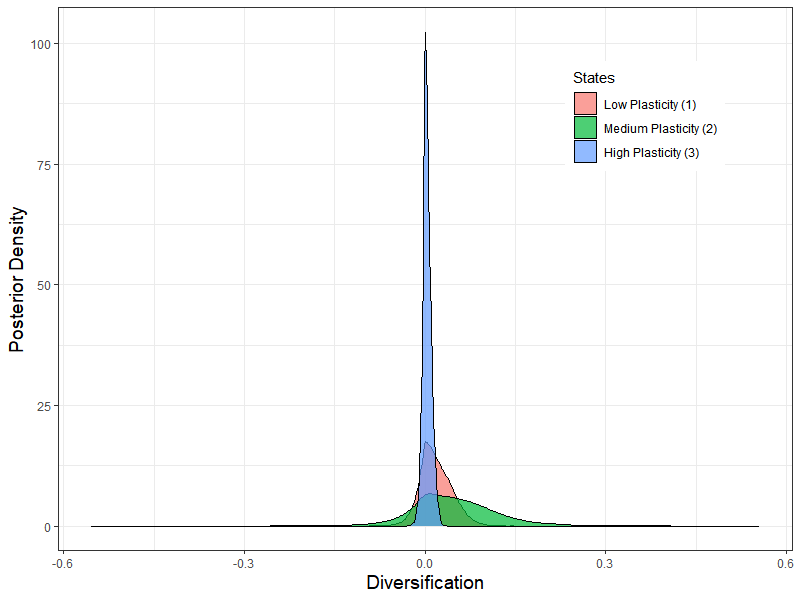 100
75
50
25
0
-0.6
-0.3
0.0
0.3
0.6
Posterior Density
Diversification
States
Low Plasticity (1)
Medium Plasticity (2)
High Plasticity (3)